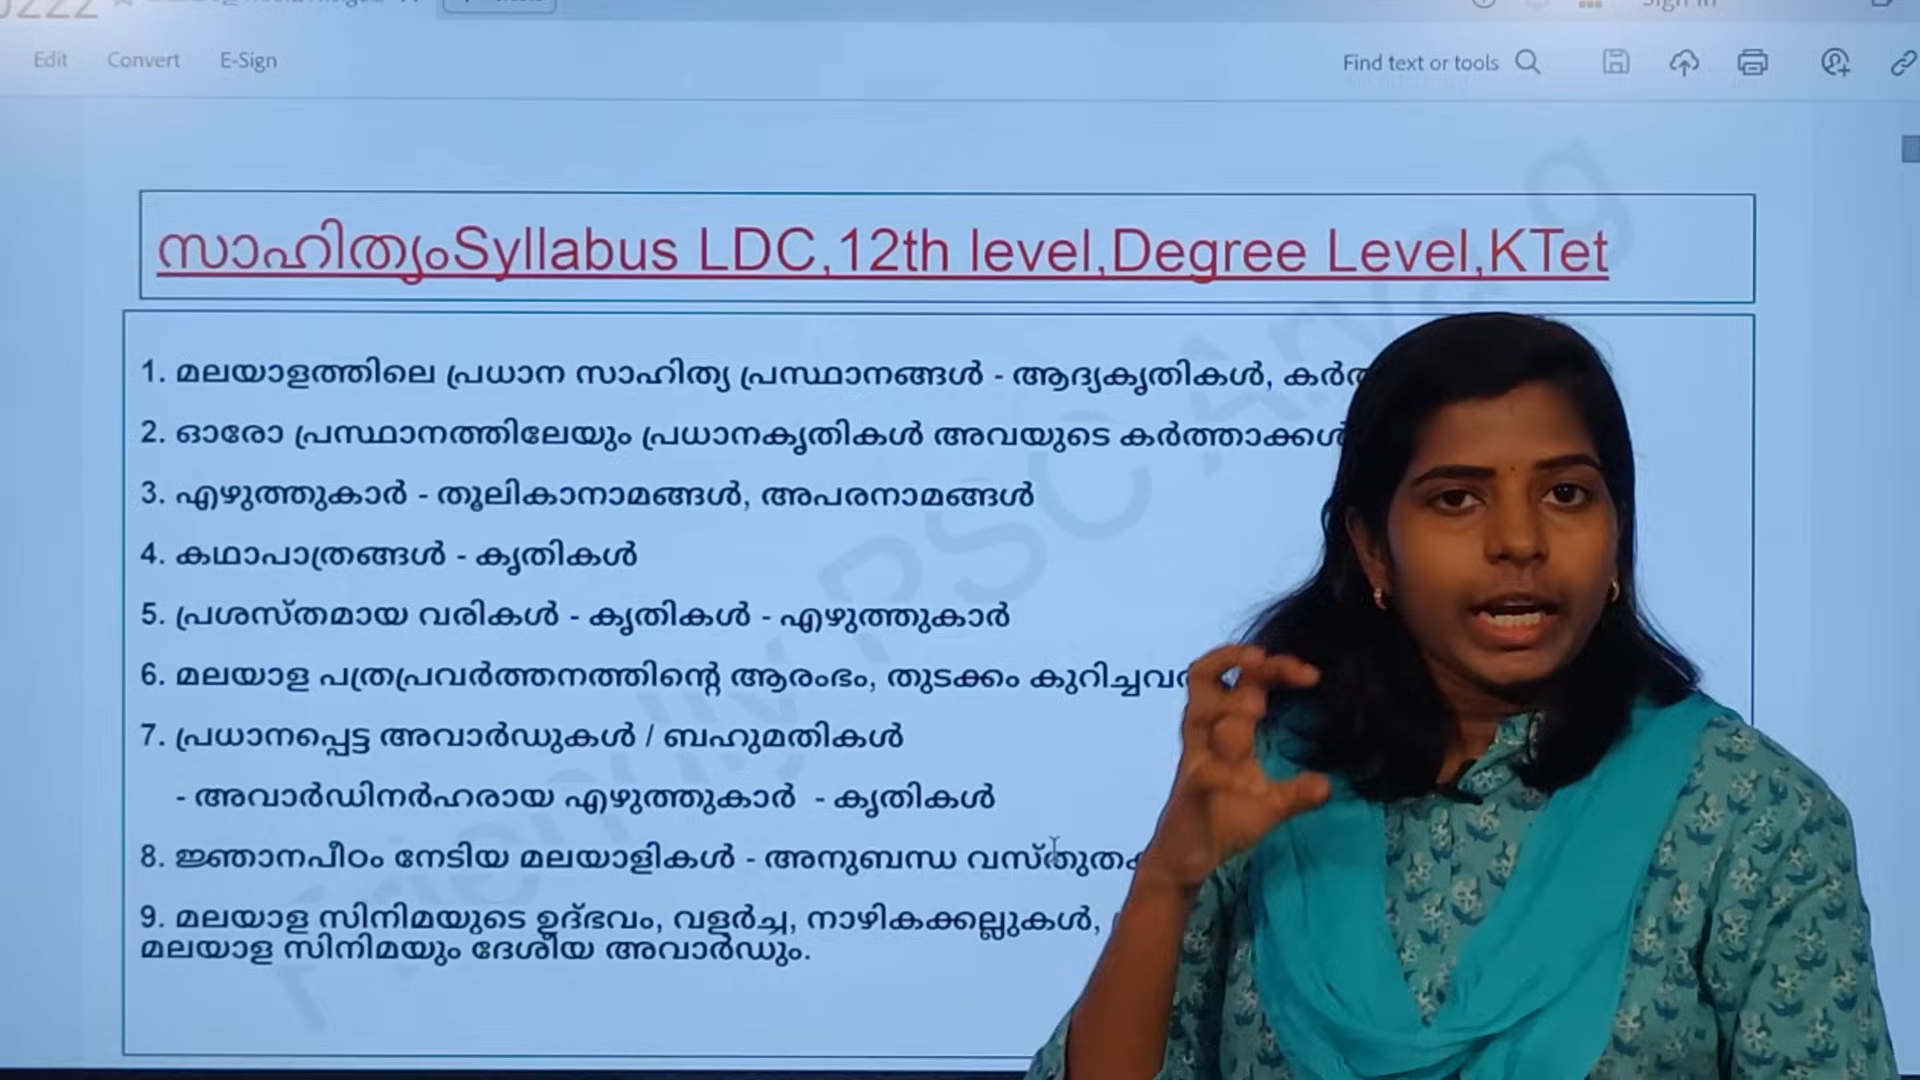 Edit Convert E-Sign Find text or tools
സാഹിത്യംSyllabus LDC,12th level,Degree Level,KTet
1. മലയാളത്തിലെ പ്രധാന സാഹിത്യ പ്രസ്ഥാനങ്ങൾ - ആദ്യകൃതികൾ,
2. ഓരോ പ്രസ്ഥാനത്തിലേയും പ്രധാനകൃതികൾ അവയുടെ കർത്താക്കൾ
3. എഴുത്തുകാർ - തൂലികാനാമങ്ങൾ, അപരനാമങ്ങൾ
4. കഥാപാത്രങ്ങൾ - കൃതികൾ
5. പ്രശസ്തമായ വരികൾ - കൃതികൾ - എഴുത്തുകാർ
6. മലയാള പത്രപ്രവർത്തനത്തിന്റെ ആരംഭം, തുടക്കം
7. പ്രധാനപ്പെട്ട അവാർഡുകൾ / ബഹുമതികൾ
- അവാർഡിനർഹരായ എഴുത്തുകാർ - കൃതികൾ
8. ജ്ഞാനപീഠം നേടിയ മലയാളികൾ - അനുബന്ധ
9. മലയാള സിനിമയുടെ ഉദ്ഭവം, വളർച്ച, നാഴികക്കല്ലുകൾ,
മലയാള സിനിമയും ദേശീയ അവാർഡും.
Friendly PSC Arya g